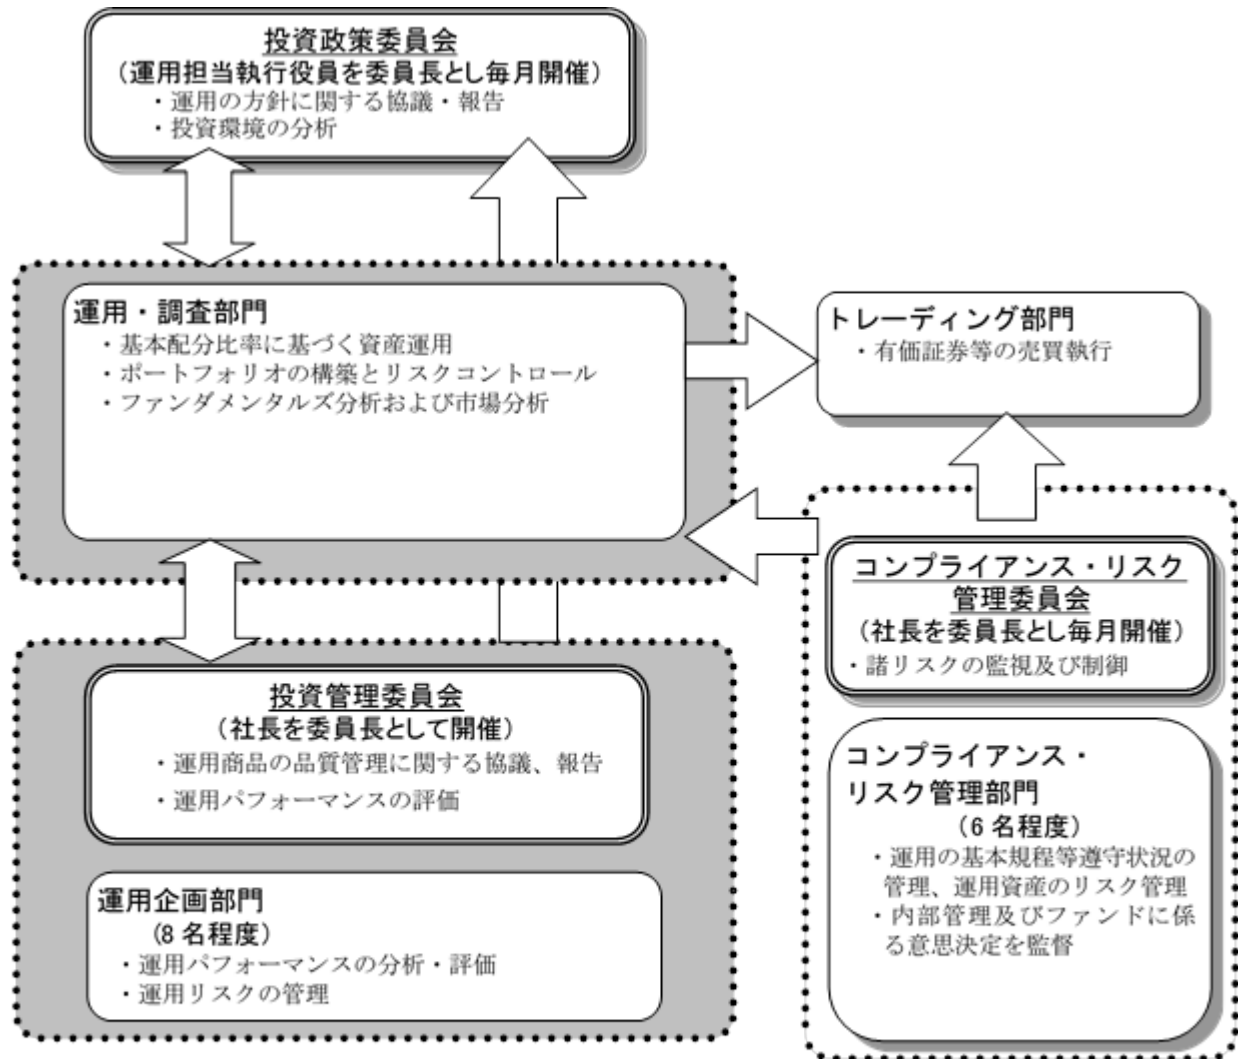 投資政策委員会
（運用担当執行役員を委員長とし毎月開催）
・運用の方針に関する協議・報告
・投資環境の分析
運用・調査部門
・基本配分比率に基づく資産運用
・ポートフォリオの構築とリスクコントロール
・ファンダメンタルズ分析および市場分析
トレーディング部門
・有価証券等の売買執行
コンプライアンス・リスク
管理委員会
（社長を委員長とし毎月開催）
・諸リスクの監視及び制御
投資管理委員会
（社長を委員長として開催）
・運用商品の品質管理に関する協議、報告
・運用パフォーマンスの評価
コンプライアンス・
リスク管理部門
（6 名程度）
・運用の基本規程等遵守状況の
管理、運用資産のリスク管理
・内部管理及びファンドに係
る意思決定を監督
運用企画部門
（8 名程度）
・運用パフォーマンスの分析・評価
・運用リスクの管理